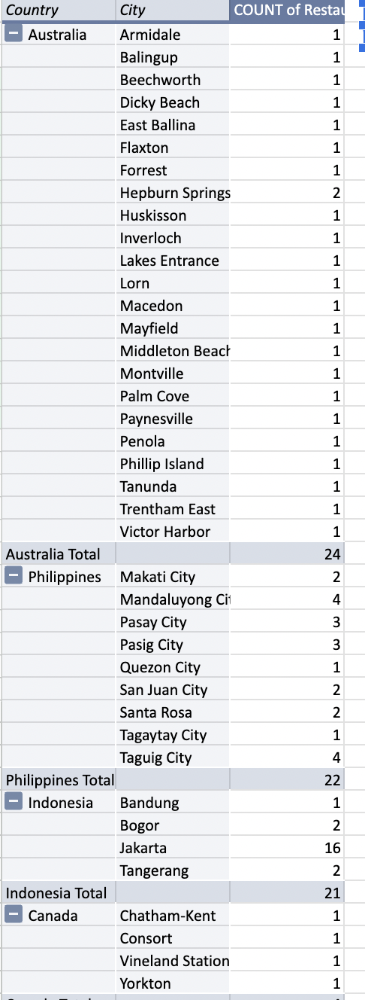 Country City COUNT of Restau
Australia Armidale 1
Balingup 1
Beechworth 1
Dicky Beach 1
East Ballina 1
Flaxton 1
Forrest 1
Hepburn Springs 2
Huskisson 1
Inverloch 1
Lakes Entrance 1
Lorn 1
Macedon 1
Mayfield 1
Middleton Beach 1
Montville 1
Palm Cove 1
Paynesville 1
Penola 1
Phillip Island 1
Tanunda 1
Trentham East 1
Victor Harbor 1
Australia Total 24
Philippines Makati City 2
Mandaluyong Cit 4
Pasay City 3
Pasig City 3
Quezon City 1
San Juan City 2
Santa Rosa 2
Tagaytay City 1
Taguig City 4
Philippines Total 22
Indonesia Bandung 1
Bogor 2
Jakarta 16
Tangerang 2
Indonesia Total 21
Canada Chatham-Kent 1
Consort 1
Vineland Station 1
Yorkton 1